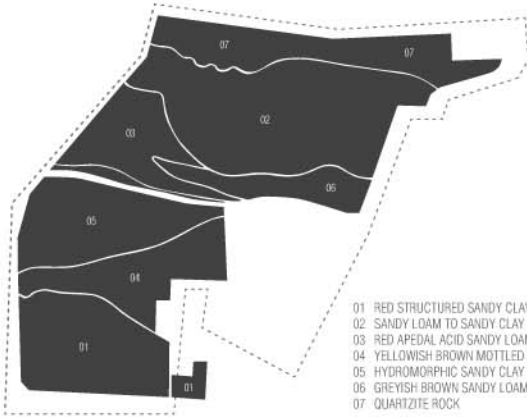 07
07
02
03
06
05
04
01
01
01 RED STRUCTURED SANDY CLAY
02 SANDY LOAM TO SANDY CLAY
03 RED APEDAL ACID SANDY LOAM
04 YELLOWISH BROWN MOTTLED
05 HYDROMORPHIC SANDY CLAY
06 GREYISH BROWN SANDY LOAM
07 QUARTZITE ROCK